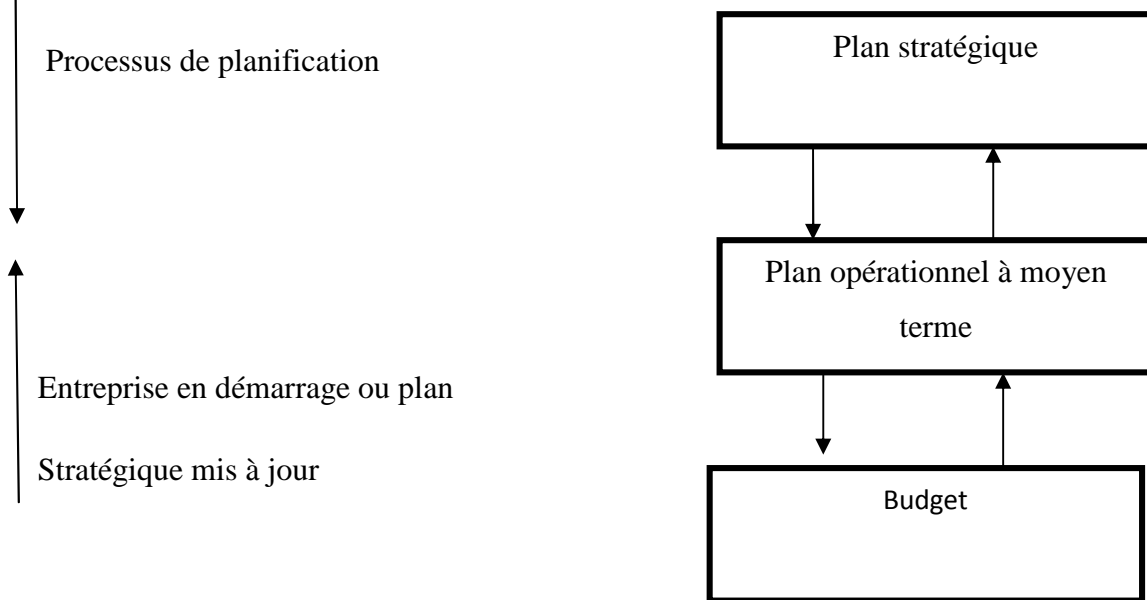 Processus de planification
Plan stratégique
Plan opérationnel à moyen
terme
Entreprise en démarrage ou plan
Stratégique mis à jour
Budget